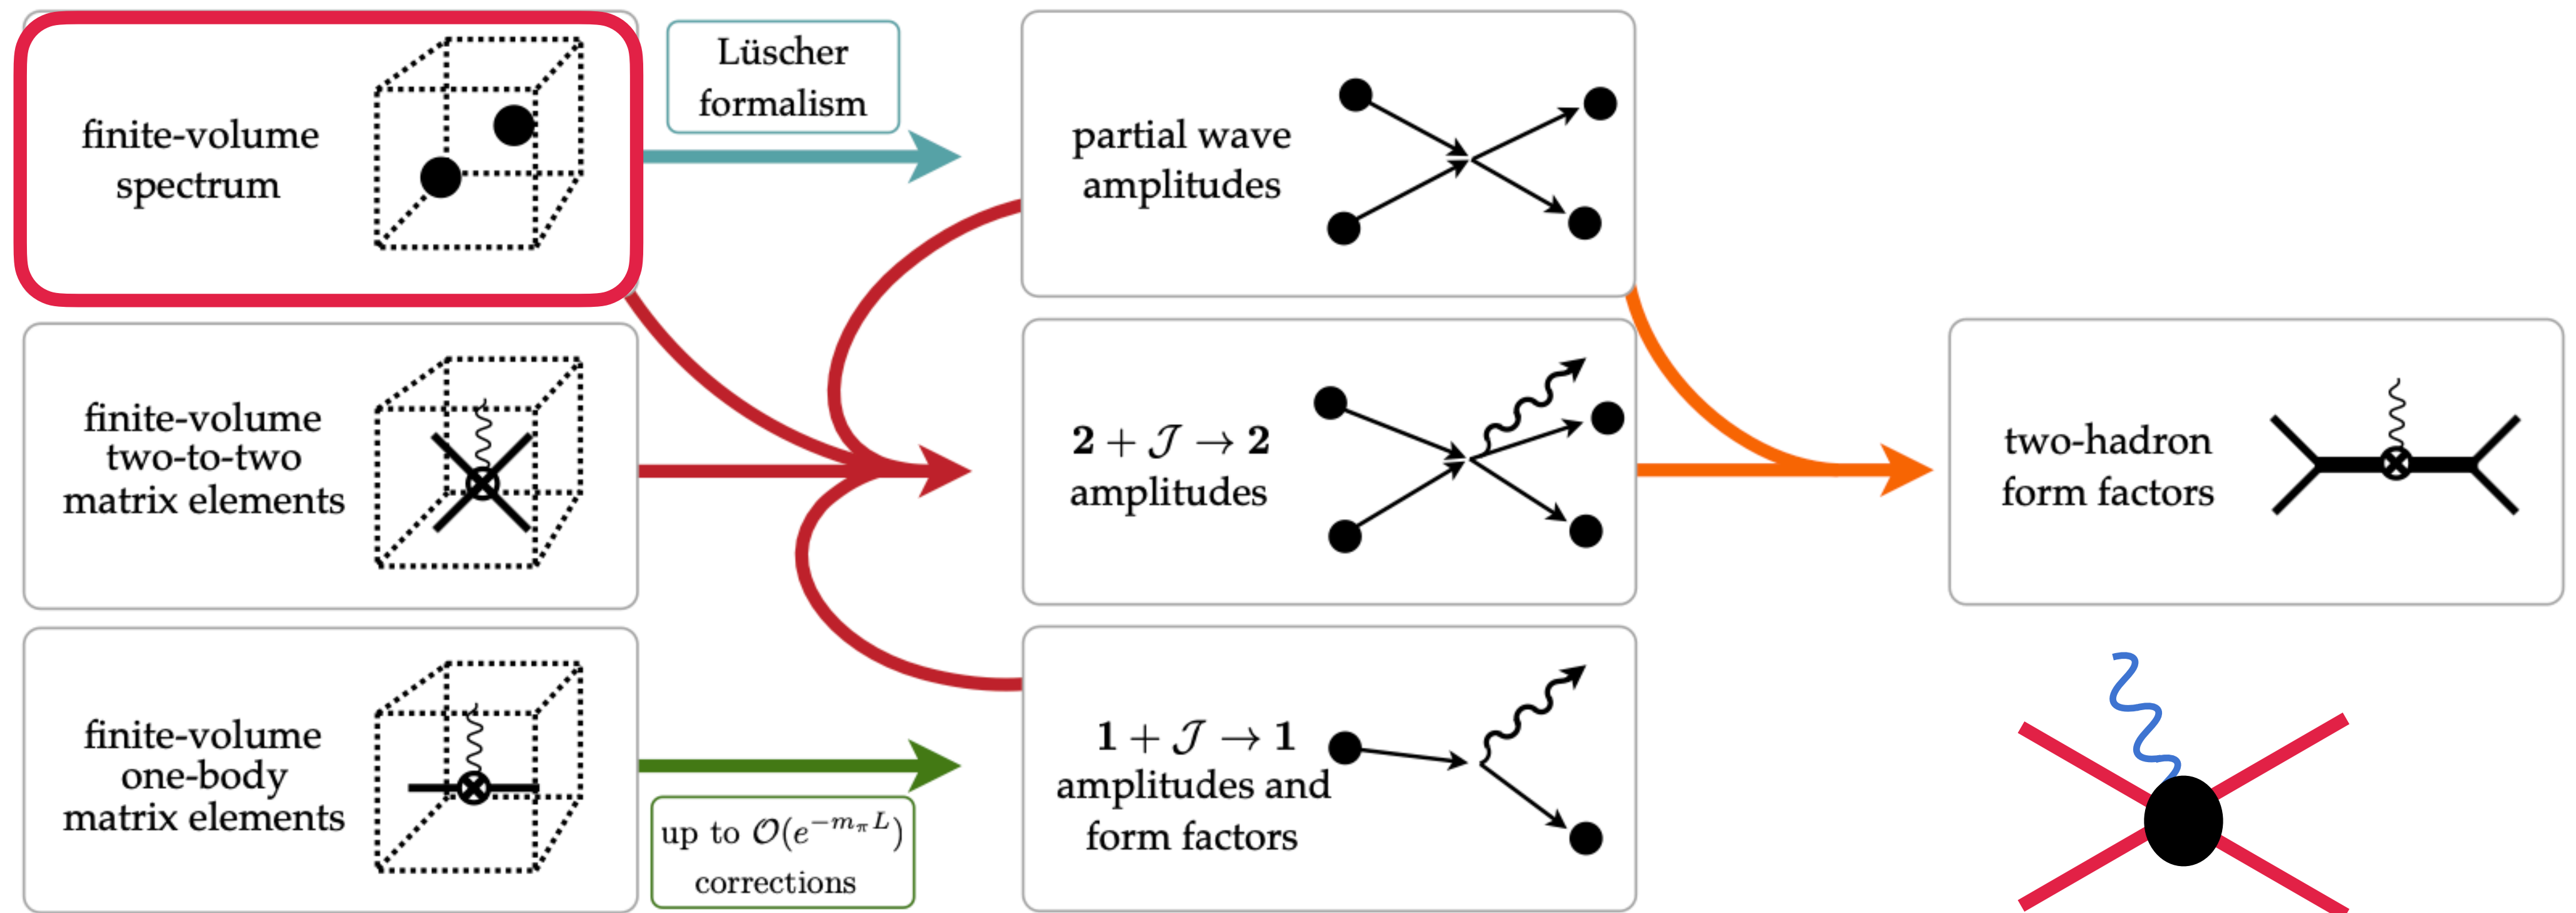 finite-volume
spectrum
Lüscher
formalism
partial wave
amplitudes
finite-volume
two-to-two
matrix elements
2 + 𝒥 → 2
amplitudes
two-hadron
form factors
finite-volume
one-body
matrix elements
up to 𝒪(e^{−m_π L})
corrections
1 + 𝒥 → 1
amplitudes and
form factors